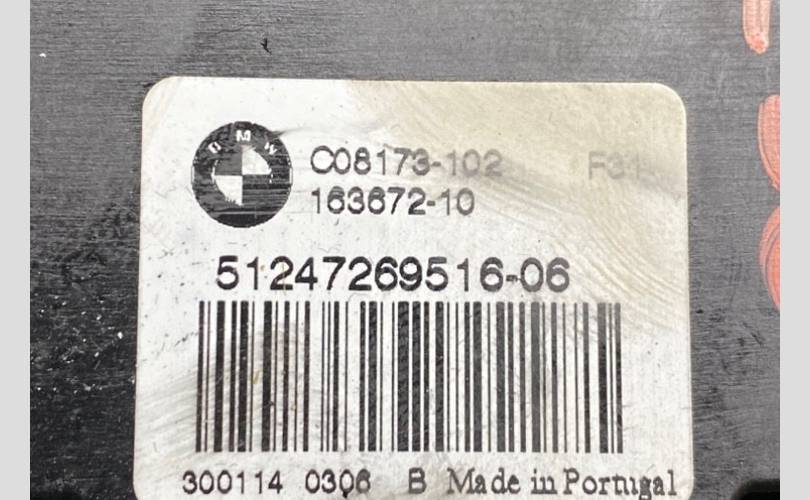 BMW
C08173-102 F31
163672-10
51247269516-06
300114 0306 B Made in Portugal